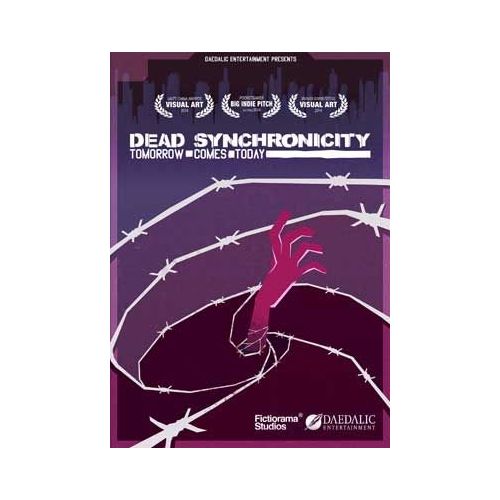 DAEDALIC ENTERTAINMENT PRESENTS
VISUAL ART
BIG INDIE PITCH
VISUAL ART
DEAD SYNCHRONICITY
TOMORROW COMES TODAY
Fictiorama®
Studios
DAEDALIC
ENTERTAINMENT